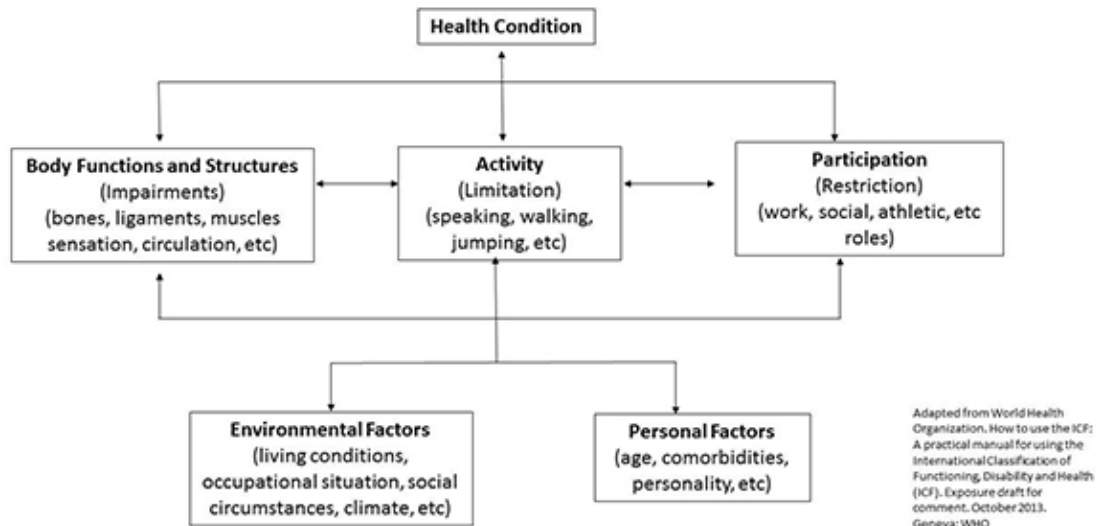 Health Condition
Body Functions and Structures
(Impairments)
(bones, ligaments, muscles
sensation, circulation, etc)
Activity
(Limitation)
(speaking, walking,
jumping, etc)
Participation
(Restriction)
(work, social, athletic, etc
roles)
Environmental Factors
(living conditions,
occupational situation, social
circumstances, climate, etc)
Personal Factors
(age, comorbidities,
personality, etc)
Adapted from World Health
Organization. How to use the ICF:
A practical manual for using the
International Classification of
Functioning, Disability and Health
(ICF). Exposure draft for
comment. October 2013.
Geneva: WHO